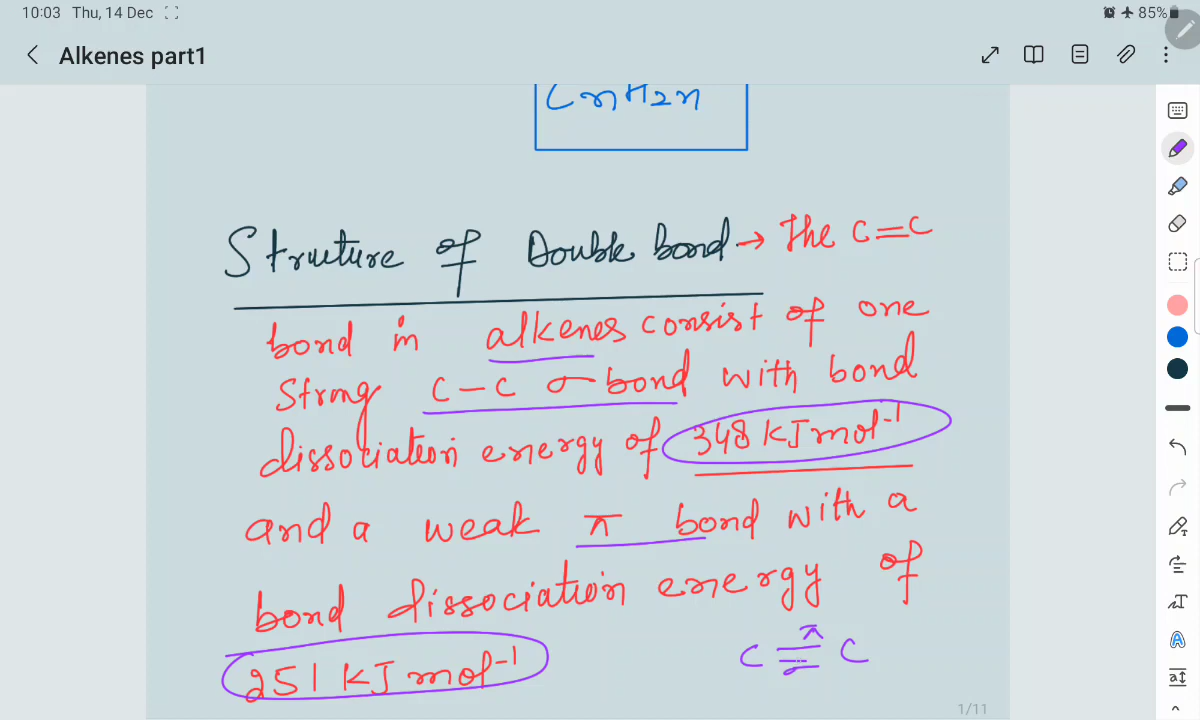 10:03 Thu, 14 Dec 85%
Alkenes part1
CnH2n
Structure of Double bond → The C=C
bond in alkenes consist of one
strong C–C σ–bond with bond
dissociation energy of 348 KJ mol⁻¹
and a weak π bond with a
bond dissociation energy of
251 KJ mol⁻¹
π
C = C
1/11